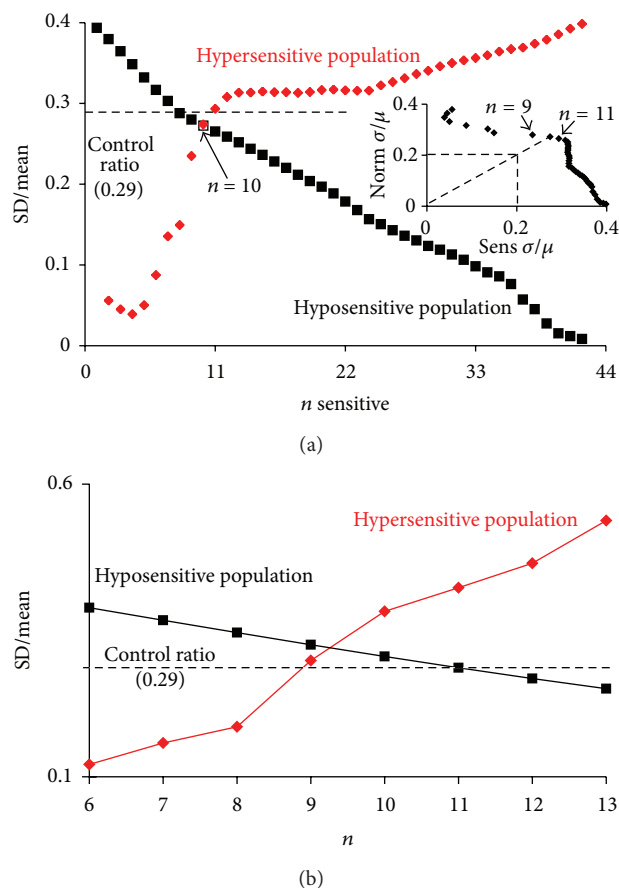 0.4
0.3
0.2
0.1
0
SD/mean
Hypersensitive population
Control ratio
(0.29)
n = 10
Hyposensitive population
0 11 22 33 44
n sensitive
0.4
0.2
0
Norm σ/μ
n = 9
n = 11
0 0.2 0.4
Sens σ/μ
(a)
0.6
0.1
SD/mean
Hypersensitive population
Hyposensitive population
Control ratio
(0.29)
6 7 8 9 10 11 12 13
n
(b)